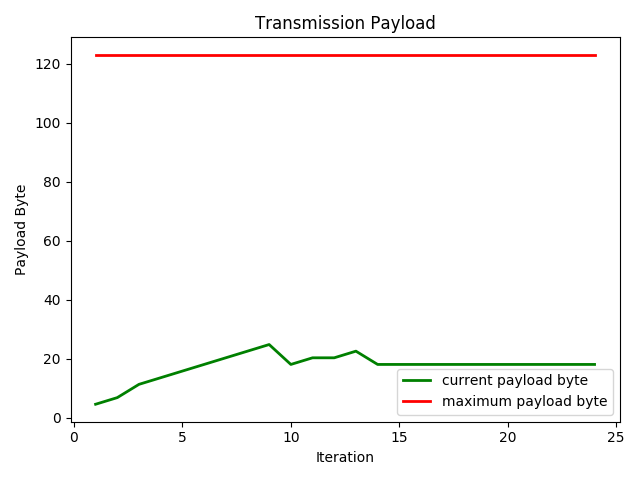 Transmission Payload
120
100
80
60
40
20
0
Payload Byte
current payload byte
maximum payload byte
0 5 10 15 20 25
Iteration